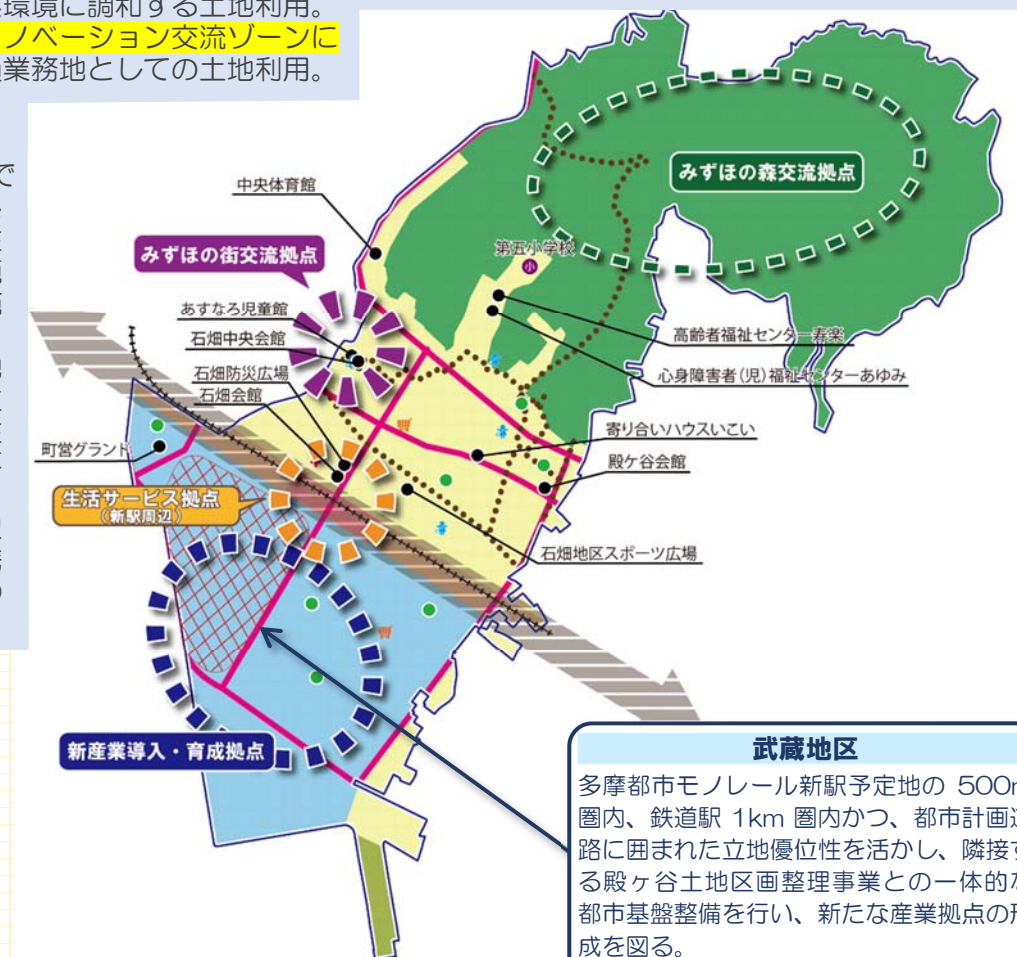 環境に調和する土地利用。
ノベーション交流ゾーンに
業務地としての土地利用。
で
中央体育館
みずほの森交流拠点
みずほの街交流拠点
第五小学校
小
あすなろ児童館
石畑中央会館
高齢者福祉センター寿楽
石畑防災広場
心身障害者(児)福祉センターあゆみ
石畑会館
寄り合いハウスいこい
町営グランド
殿ケ谷会館
生活サービス拠点
(新駅周辺)
石畑地区スポーツ広場
新産業導入・育成拠点
武蔵地区
多摩都市モノレール新駅予定地の 500m
圏内、鉄道駅 1km 圏内かつ、都市計画道
路に囲まれた立地優位性を活かし、隣接す
る殿ヶ谷土地区画整理事業との一体的な
都市基盤整備を行い、新たな産業拠点の形
成を図る。